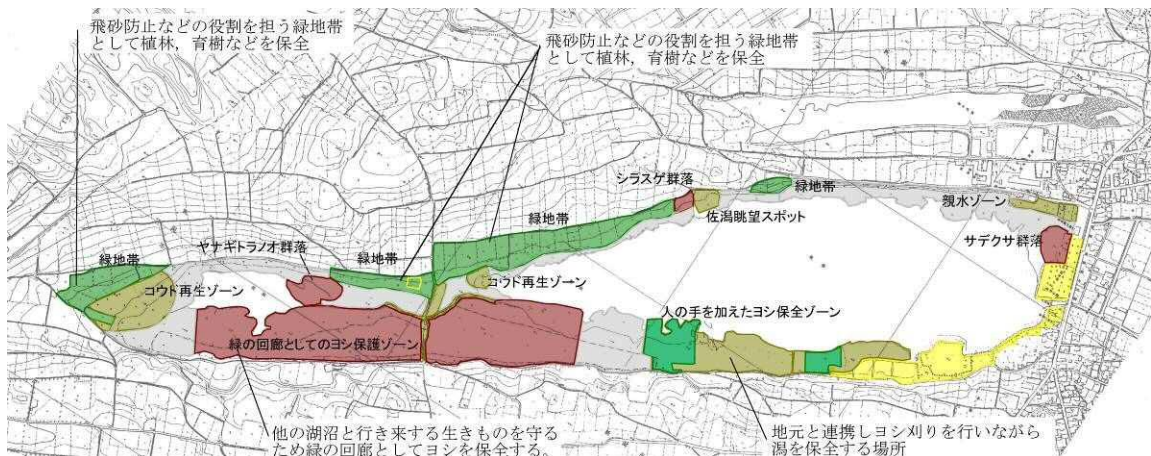 飛砂防止などの役割を担う緑地帯
として植林，育樹などを保全
飛砂防止などの役割を担う緑地帯
として植林，育樹などを保全
シラスゲ群落
緑地帯
佐潟眺望スポット
親水ゾーン
緑地帯
サデクサ群落
ヤナギトラノオ群落
緑地帯
緑地帯
コウド再生ゾーン
コウド再生ゾーン
人の手を加えたヨシ保全ゾーン
緑の回廊としてのヨシ保護ゾーン
他の湖沼と行き来する生きものを守る
ため緑の回廊としてヨシを保全する。
地元と連携しヨシ刈りを行いながら
潟を保全する場所